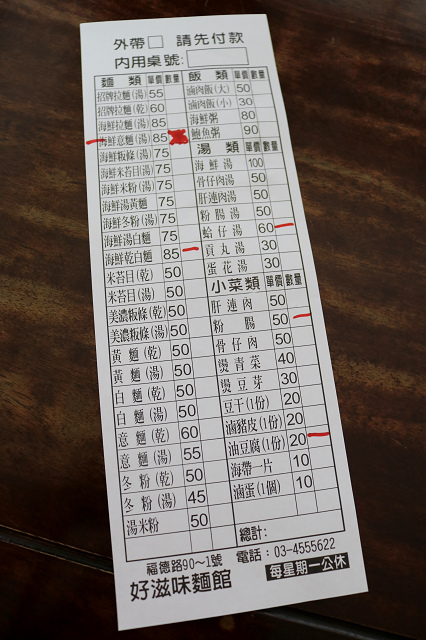 外帶□ 請先付款
內用桌號:
麵 類 單價 數量
招牌拉麵(湯) 55
招牌拉麵(乾) 60
海鮮拉麵(湯) 85
海鮮意麵(湯) 85
海鮮粄條(湯) 75
海鮮米苔目(湯) 75
海鮮米粉(湯) 75
海鮮湯黃麵 75
海鮮冬粉(湯) 75
海鮮湯白麵 75
海鮮乾白麵 85
米苔目(乾) 50
米苔目(湯) 50
美濃粄條(乾) 50
美濃粄條(湯) 50
黃 麵(乾) 50
黃 麵(湯) 50
白 麵(乾) 50
白 麵(湯) 50
意 麵(乾) 60
意 麵(湯) 55
冬 粉(乾) 50
冬 粉(湯) 45
湯米粉 50
飯 類 單價 數量
滷肉飯(大) 50
滷肉飯(小) 30
海鮮粥 80
鮑魚粥 90
湯 類 單價 數量
海 鮮 湯 100
骨仔肉湯 50
肝連肉湯 50
粉 腸 湯 50
蛤 仔 湯 60
貢 丸 湯 30
蛋 花 湯 30
小菜類 單價 數量
肝 連 肉 50
粉 腸 50
骨 仔 肉 50
燙 青 菜 40
燙 豆 芽 30
豆干(1份) 20
滷豬皮(1份) 20
油豆腐(1份) 20
海帶一片 10
滷蛋(1個) 10
總計:
福德路90～1號 電話:03-4555622
好滋味麵館 每星期一公休